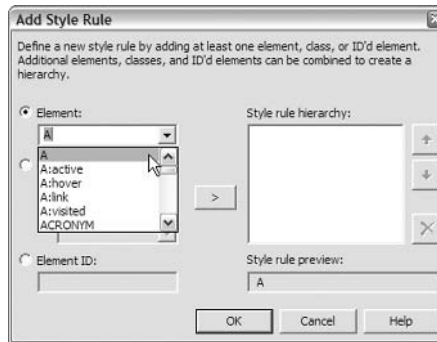 Add Style Rule
Define a new style rule by adding at least one element, class, or ID'd element.
Additional elements, classes, and ID'd elements can be combined to create a
hierarchy.
Element:
Style rule hierarchy:
A
A
A:active
A:hover
A:link
A:visited
ACRONYM
>
Element ID:
Style rule preview:
A
OK
Cancel
Help